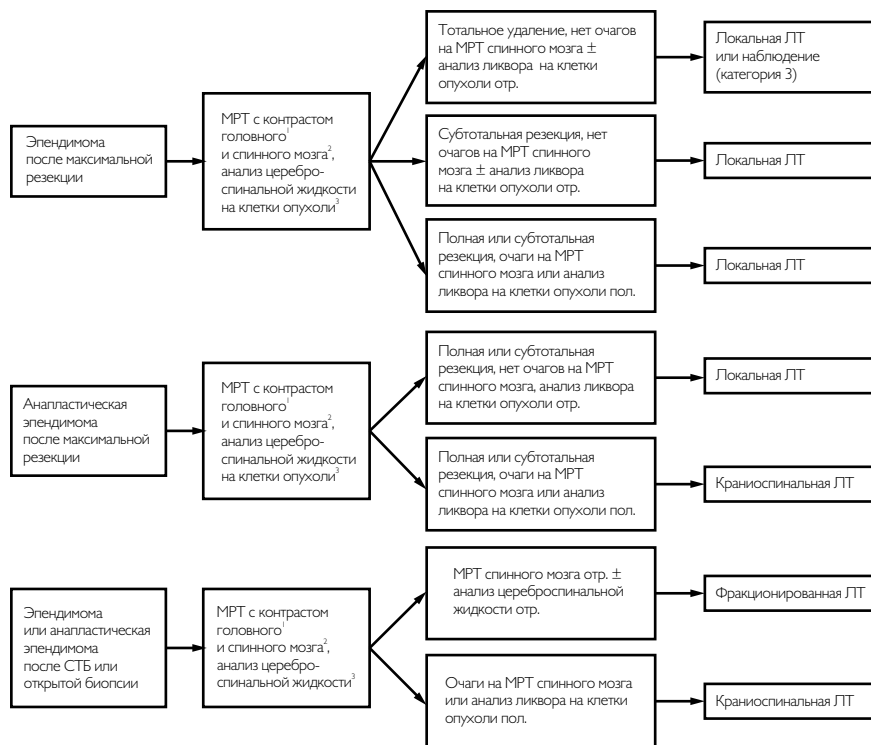 Эпендимома
после максимальной
резекции
МРТ с контрастом
головного¹
и спинного мозга²,
анализ церебро-
спинальной жидкости
на клетки опухоли³
Тотальное удаление, нет очагов
на МРТ спинного мозга ±
анализ ликвора на клетки
опухоли отр.
Локальная ЛТ
или наблюдение
(категория 3)
Субтотальная резекция, нет
очагов на МРТ спинного
мозга ± анализ ликвора
на клетки опухоли отр.
Локальная ЛТ
Полная или субтотальная
резекция, очаги на МРТ
спинного мозга или анализ
ликвора на клетки опухоли пол.
Локальная ЛТ
Анапластическая
эпендимома
после максимальной
резекции
МРТ с контрастом
головного¹
и спинного мозга²,
анализ церебро-
спинальной жидкости
на клетки опухоли³
Полная или субтотальная
резекция, нет очагов на МРТ
спинного мозга, анализ ликвора
на клетки опухоли отр.
Локальная ЛТ
Полная или субтотальная
резекция, очаги на МРТ
спинного мозга или анализ
ликвора на клетки опухоли пол.
Краниоспинальная ЛТ
Эпендимома
или анапластическая
эпендимома
после СТБ или
открытой биопсии
МРТ с контрастом
головного¹
и спинного мозга²,
анализ церебро-
спинальной жидкости³
МРТ спинного мозга отр. ±
анализ цереброспинальной
жидкости отр.
Фракционированная ЛТ
Очаги на МРТ спинного мозга
или анализ ликвора на клетки
опухоли пол.
Краниоспинальная ЛТ